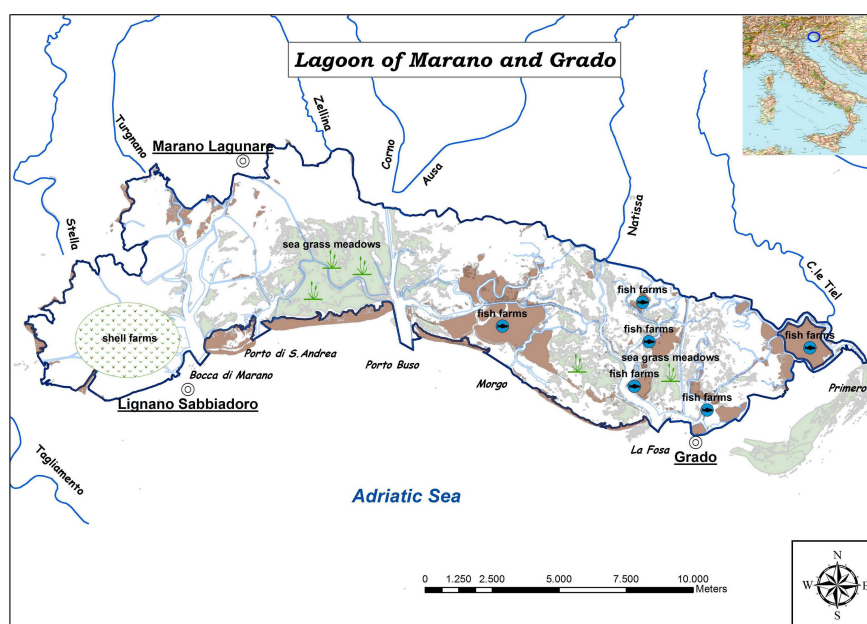 Lagoon of Marano and Grado
Turgnano
Marano Lagunare
Zellina
Corno
Ausa
Natissa
Stella
C.le Tiel
sea grass meadows
fish farms
fish farms
fish farms
fish farms
shell farms
sea grass meadows
Porto di S. Andrea
Porto Buso
fish farms
Bocca di Marano
Morgo
Primero
Lignano Sabbiadoro
fish farms
La Fosa
Grado
Tagliamento
Adriatic Sea
N
W
E
S
0 1.250 2.500 5.000 7.500 10.000
Meters